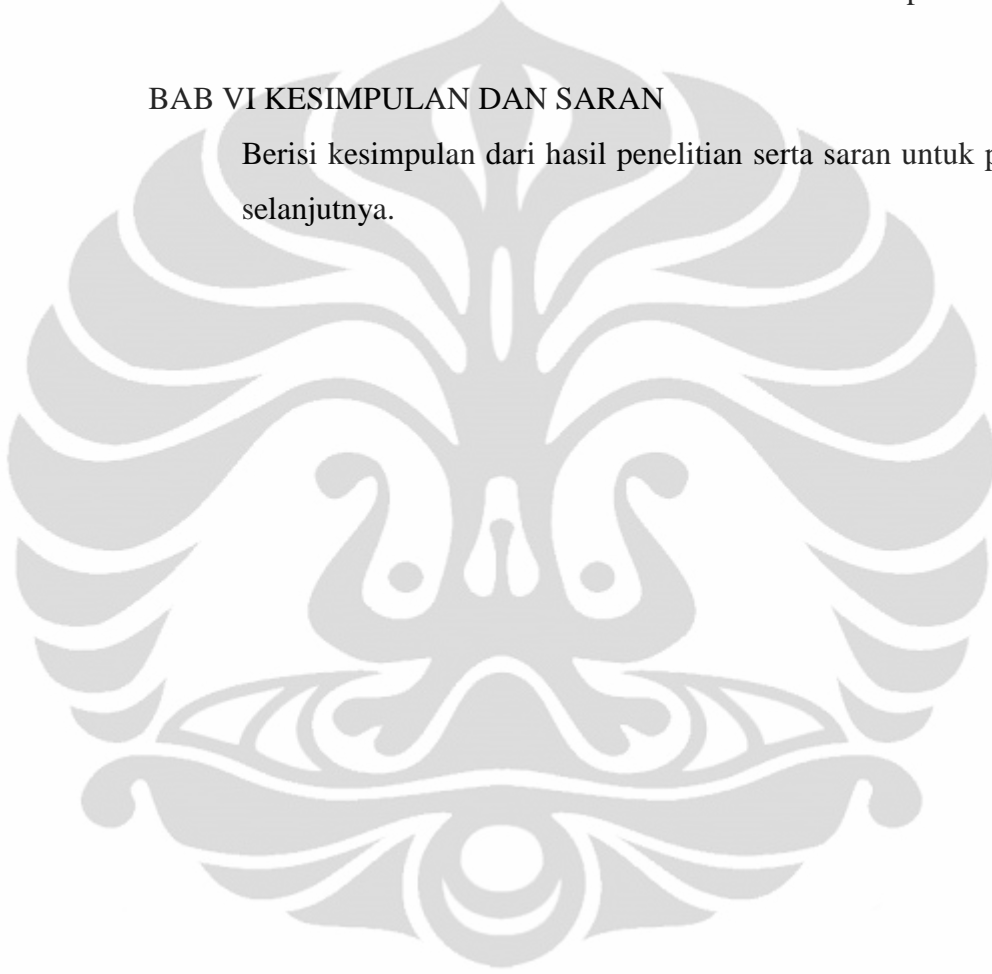 BAB VI KESIMPULAN DAN SARAN
Berisi kesimpulan dari hasil penelitian serta saran untuk
selanjutnya.